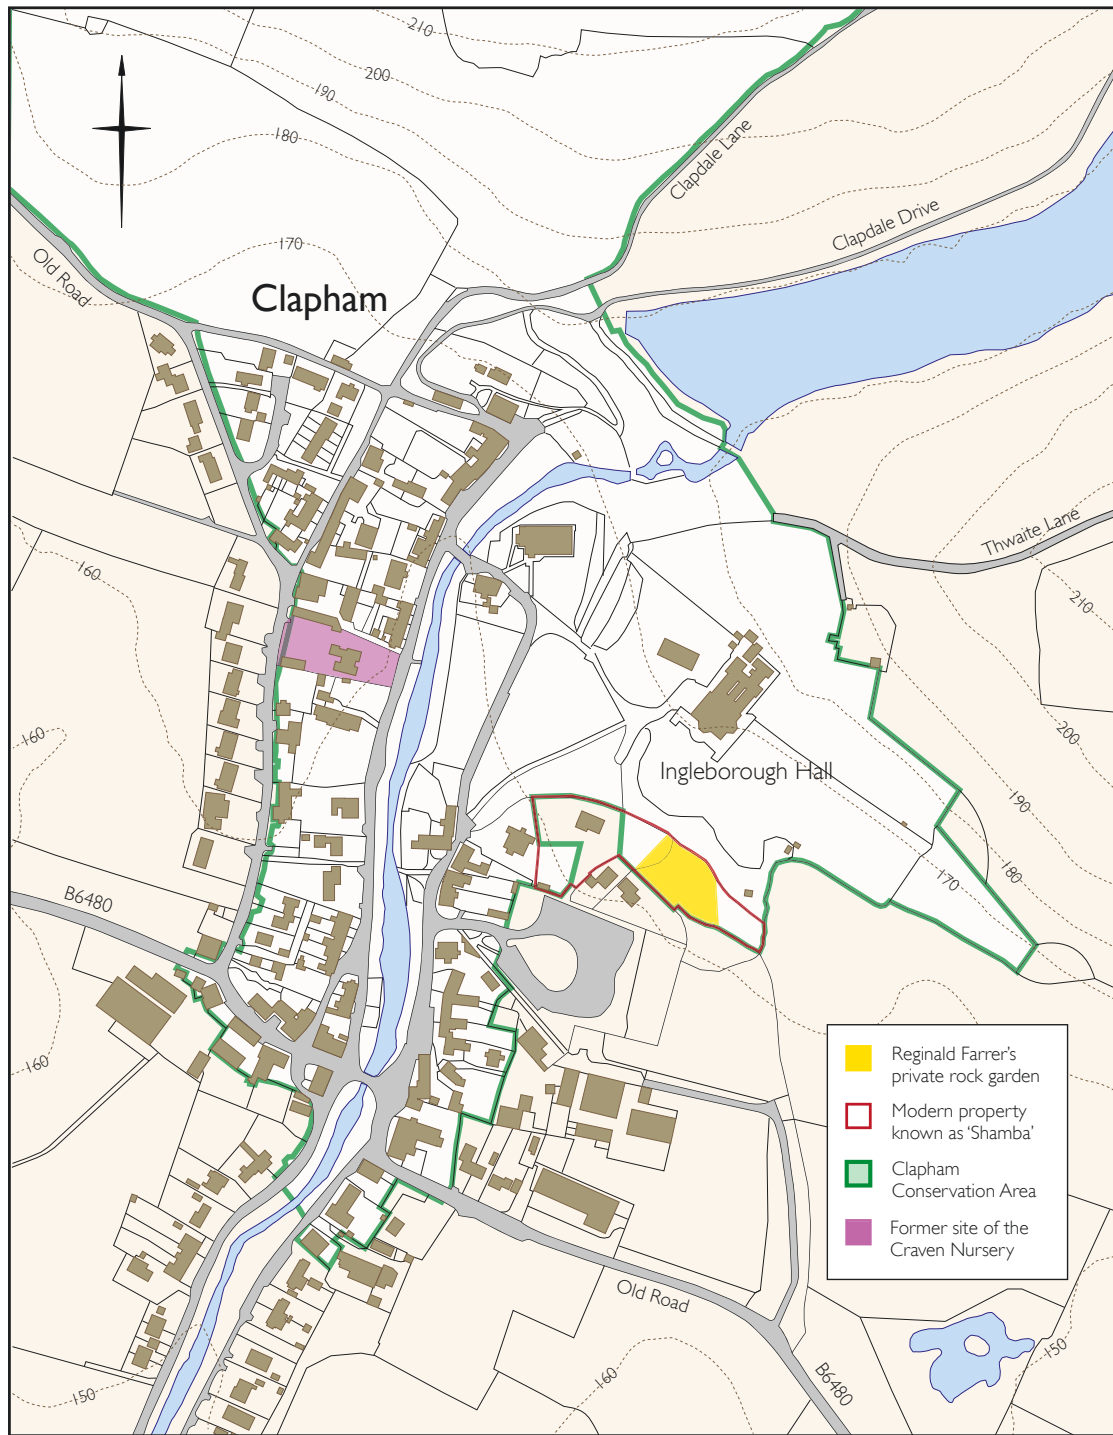 210
200
190
180
170
Clapdale Lane
Clapdale Drive
Old Road
Clapham
Thwaite Lane
210
160
160
200
190
180
170
Ingleborough Hall
B6480
160
Reginald Farrer's
private rock garden
Modern property
known as ‘Shamba’
Clapham
Conservation Area
Former site of the
Craven Nursery
Old Road
B6480
150
160
150